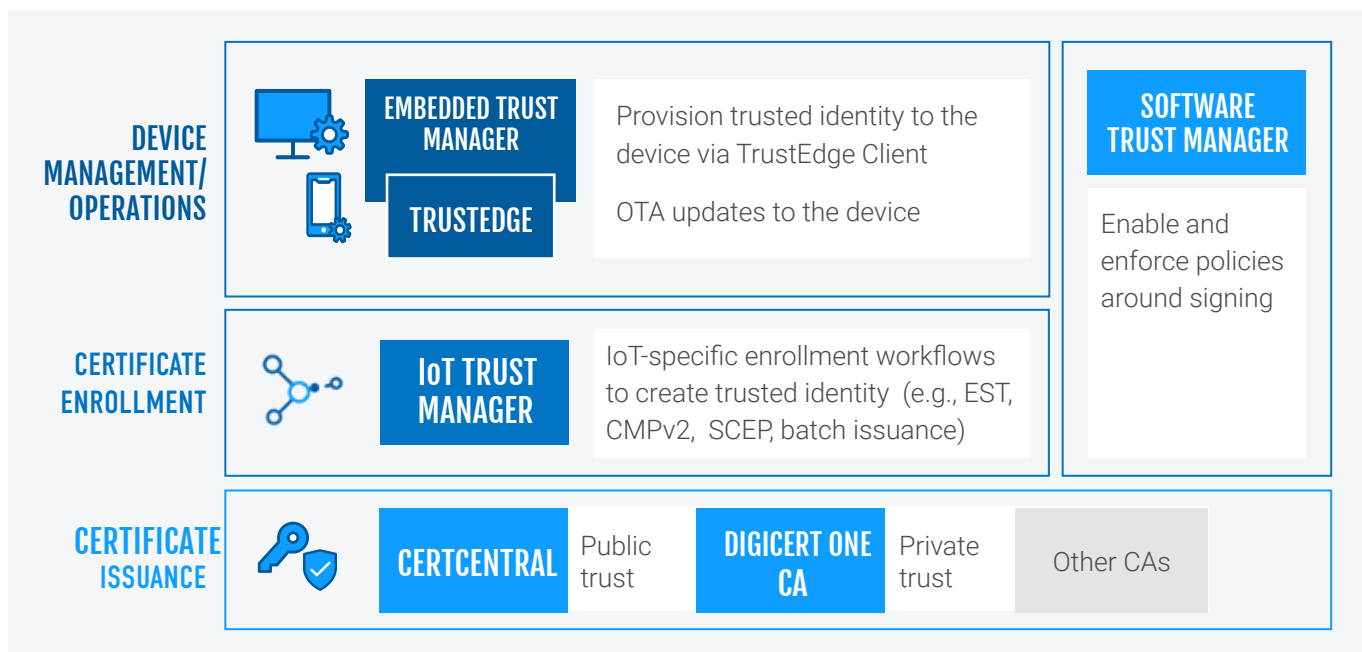 DEVICE
MANAGEMENT/
OPERATIONS
EMBEDDED TRUST
MANAGER
TRUSTEDGE
Provision trusted identity to the
device via TrustEdge Client
OTA updates to the device
SOFTWARE
TRUST MANAGER
Enable and
enforce policies
around signing
CERTIFICATE
ENROLLMENT
IoT TRUST
MANAGER
IoT-specific enrollment workflows
to create trusted identity (e.g., EST,
CMPv2, SCEP, batch issuance)
CERTIFICATE
ISSUANCE
CERTCENTRAL
Public
trust
DIGICERT ONE
CA
Private
trust
Other CAs